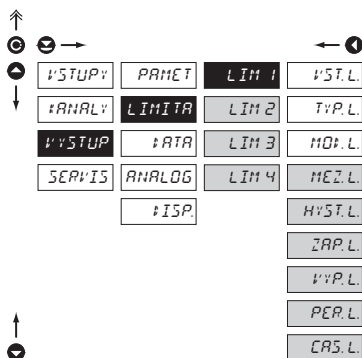 VSTUPY PAMET LIM 1 VST. L.
KANALY LIMITA LIM 2 TYP. L.
VYSTUP DATA LIM 3 MOD. L.
SERVIS ANALOG LIM 4 MEZ. L.
DISP. HYST. L.
ZAP. L.
VYP. L.
PER. L.
CAS. L.